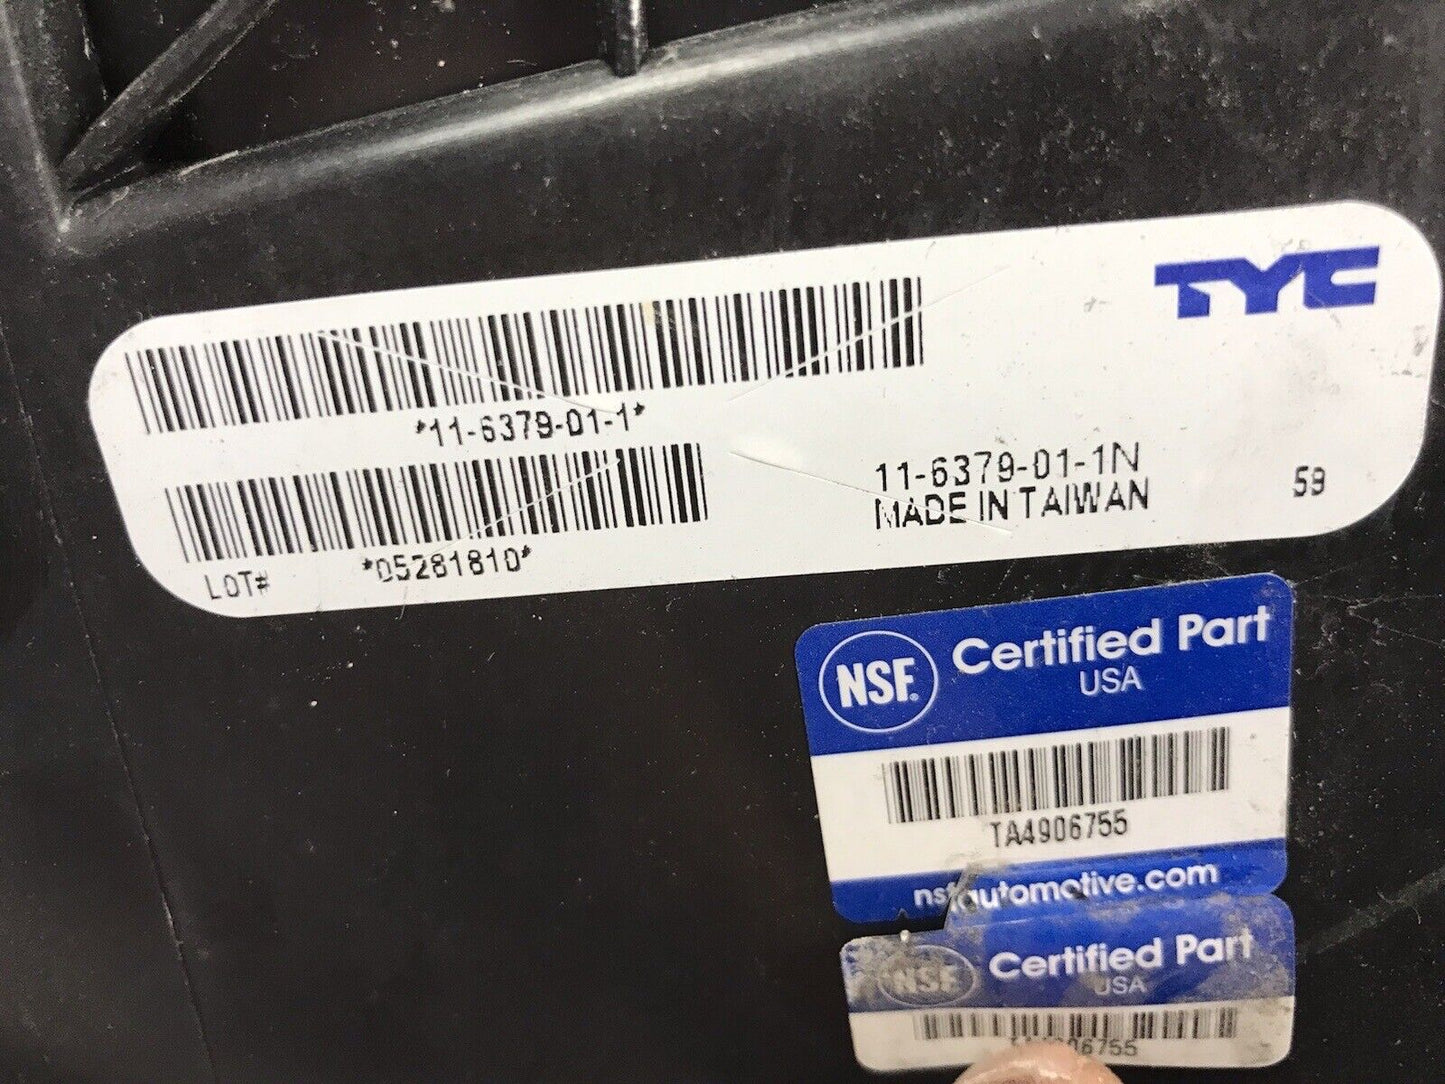 TYC
*11-6379-01-1*
11-6379-01-1N
MADE IN TAIWAN
59
LOT# *05281810*
NSF. Certified Part
USA
TA4906755
nsfautomotive.com
NSF Certified Part
USA
06755